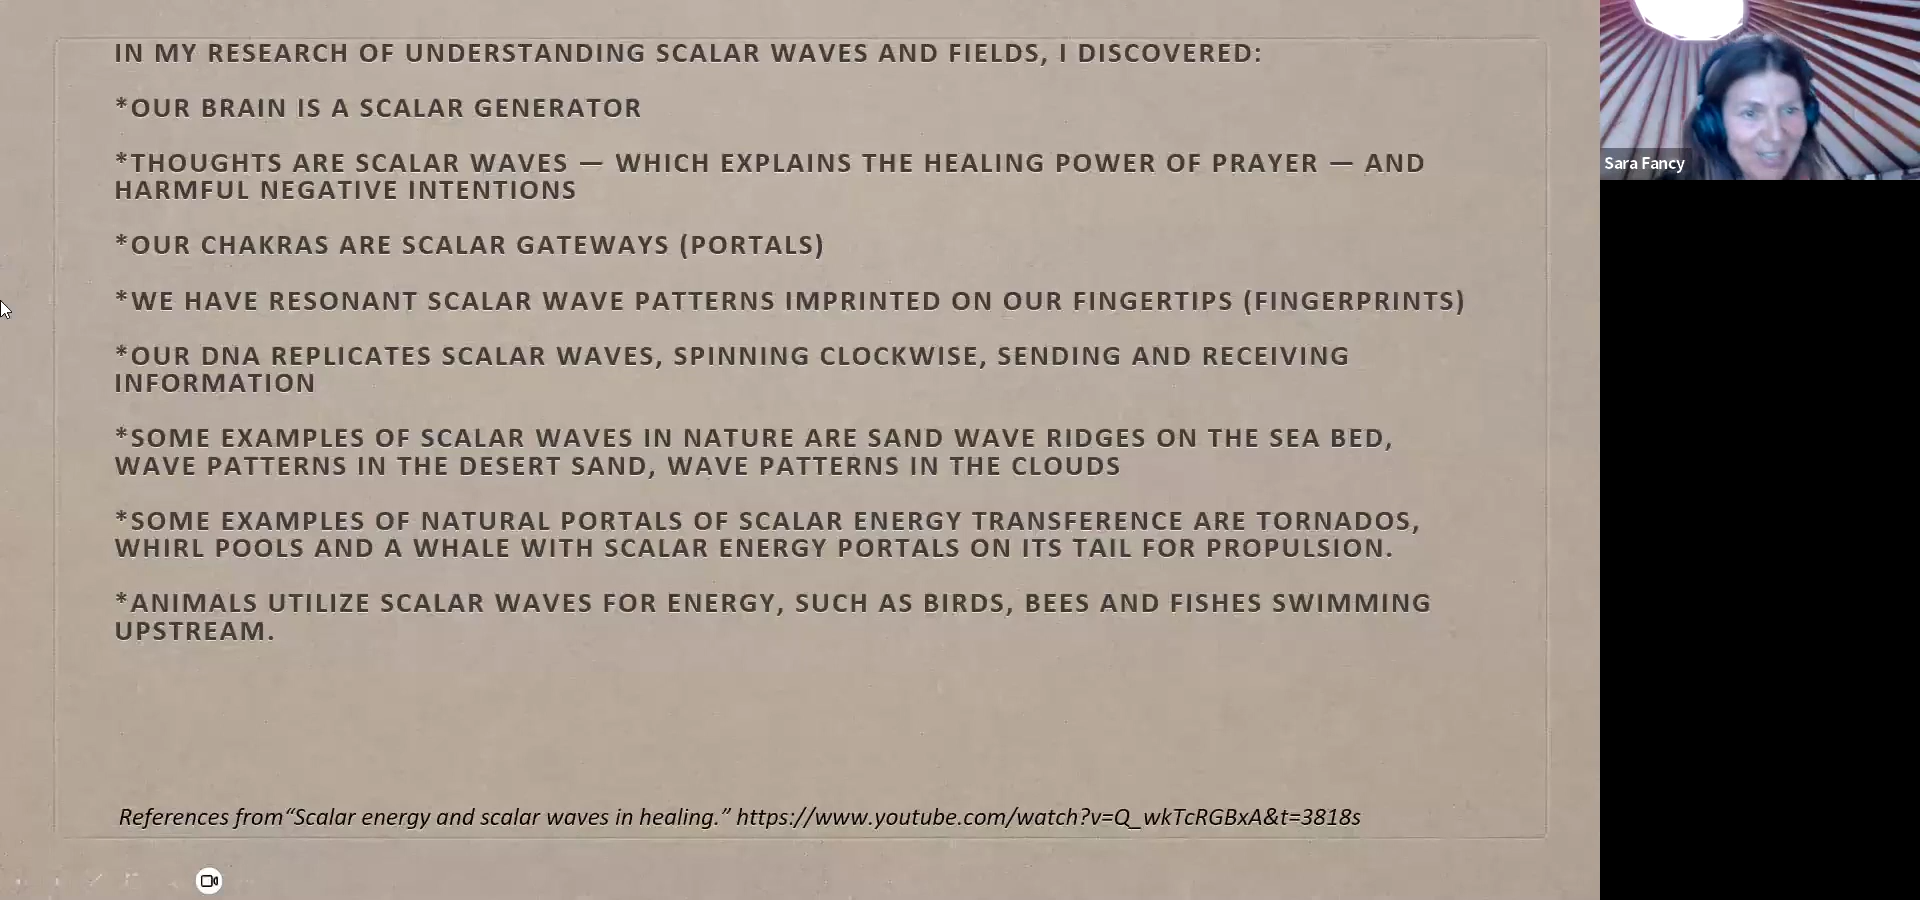 IN MY RESEARCH OF UNDERSTANDING SCALAR WAVES AND FIELDS, I DISCOVERED:
*OUR BRAIN IS A SCALAR GENERATOR
*THOUGHTS ARE SCALAR WAVES — WHICH EXPLAINS THE HEALING POWER OF PRAYER — AND
HARMFUL NEGATIVE INTENTIONS
*OUR CHAKRAS ARE SCALAR GATEWAYS (PORTALS)
*WE HAVE RESONANT SCALAR WAVE PATTERNS IMPRINTED ON OUR FINGERTIPS (FINGERPRINTS)
*OUR DNA REPLICATES SCALAR WAVES, SPINNING CLOCKWISE, SENDING AND RECEIVING
INFORMATION
*SOME EXAMPLES OF SCALAR WAVES IN NATURE ARE SAND WAVE RIDGES ON THE SEA BED,
WAVE PATTERNS IN THE DESERT SAND, WAVE PATTERNS IN THE CLOUDS
*SOME EXAMPLES OF NATURAL PORTALS OF SCALAR ENERGY TRANSFERENCE ARE TORNADOS,
WHIRL POOLS AND A WHALE WITH SCALAR ENERGY PORTALS ON ITS TAIL FOR PROPULSION.
*ANIMALS UTILIZE SCALAR WAVES FOR ENERGY, SUCH AS BIRDS, BEES AND FISHES SWIMMING
UPSTREAM.
References from “Scalar energy and scalar waves in healing.” https://www.youtube.com/watch?v=Q_wkTcRGBxA&t=3818s
Sara Fancy